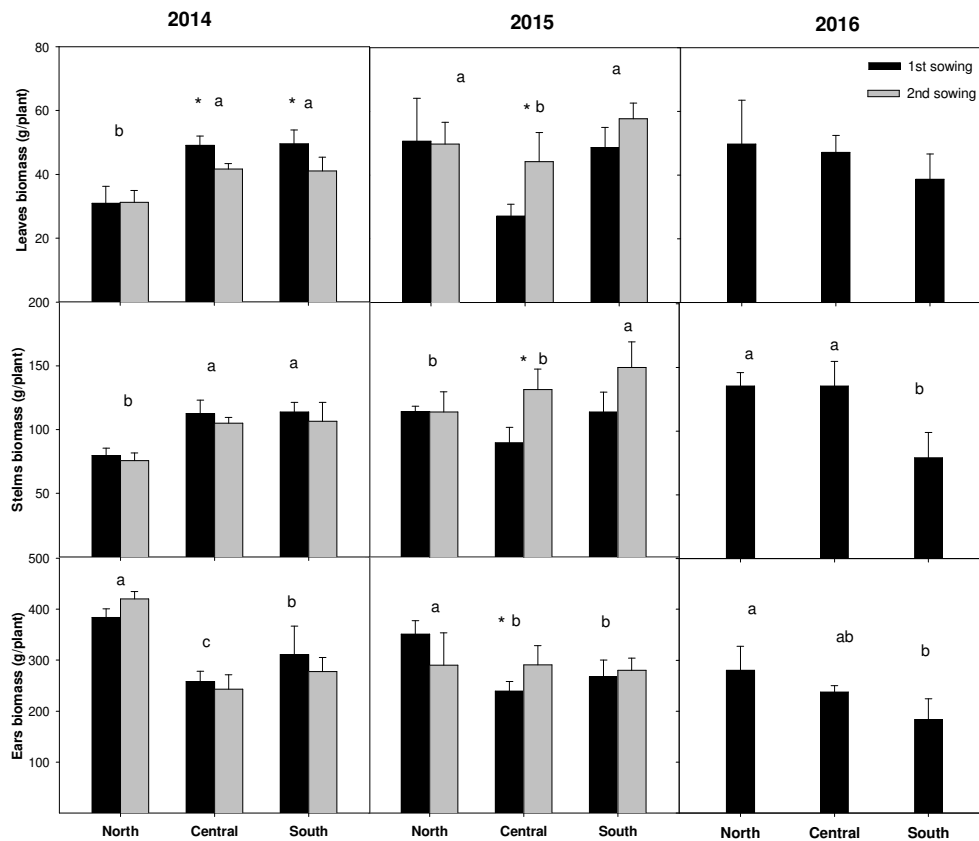 2014 2015 2016
80
60
40
20
200
150
100
50
500
400
300
200
100
Leaves biomass (g/plant)
Stelms biomass (g/plant)
Ears biomass (g/plant)
1st sowing
2nd sowing
b * a * a
a * b a
b a a
b * b a
a a b
a c b
a * b b
a ab b
North Central South North Central South North Central South